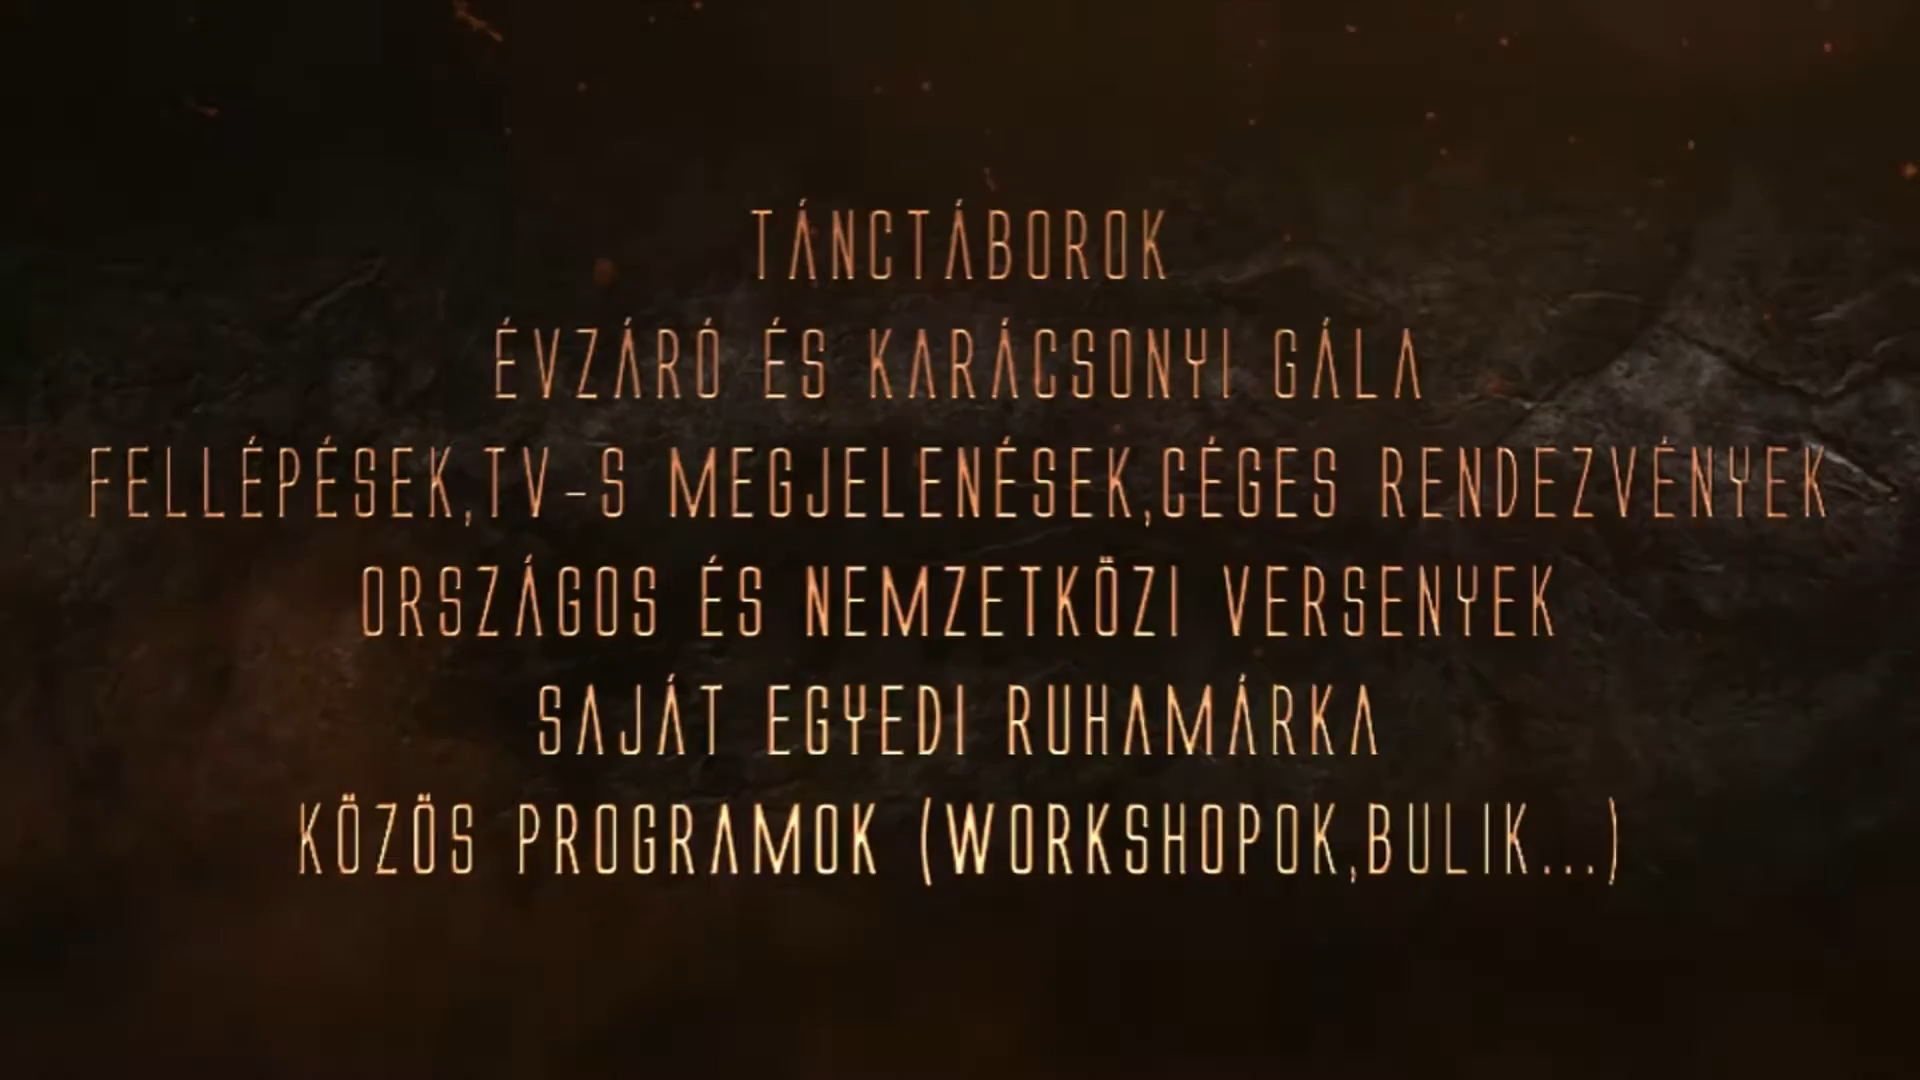 TÁNCTÁBOROK
ÉVZÁRÓ ÉS KARÁCSONYI GÁLA
FELLÉPÉSEK,TV-S MEGJELENÉSEK,CÉGES RENDEZVÉNYEK
ORSZÁGOS ÉS NEMZETKÖZI VERSENYEK
SAJÁT EGYEDI RUHAMÁRKA
KÖZÖS PROGRAMOK (WORKSHOPOK,BULIK...)